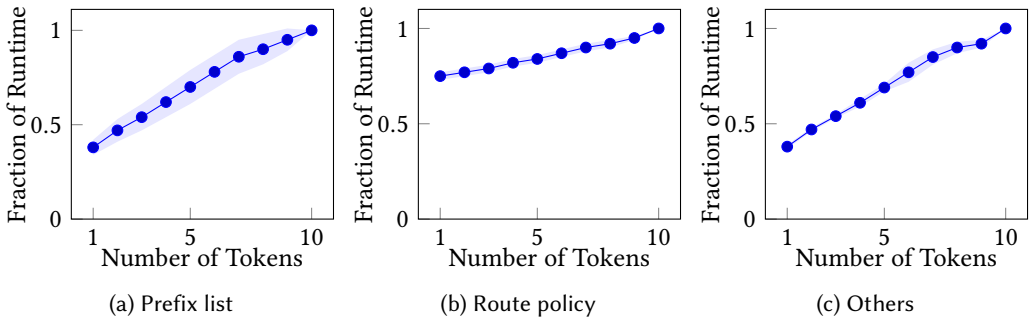 Fraction of Runtime
1
0.5
0
1 5 10
Number of Tokens
(a) Prefix list
Fraction of Runtime
1
0.5
0
1 5 10
Number of Tokens
(b) Route policy
Fraction of Runtime
1
0.5
0
1 5 10
Number of Tokens
(c) Others